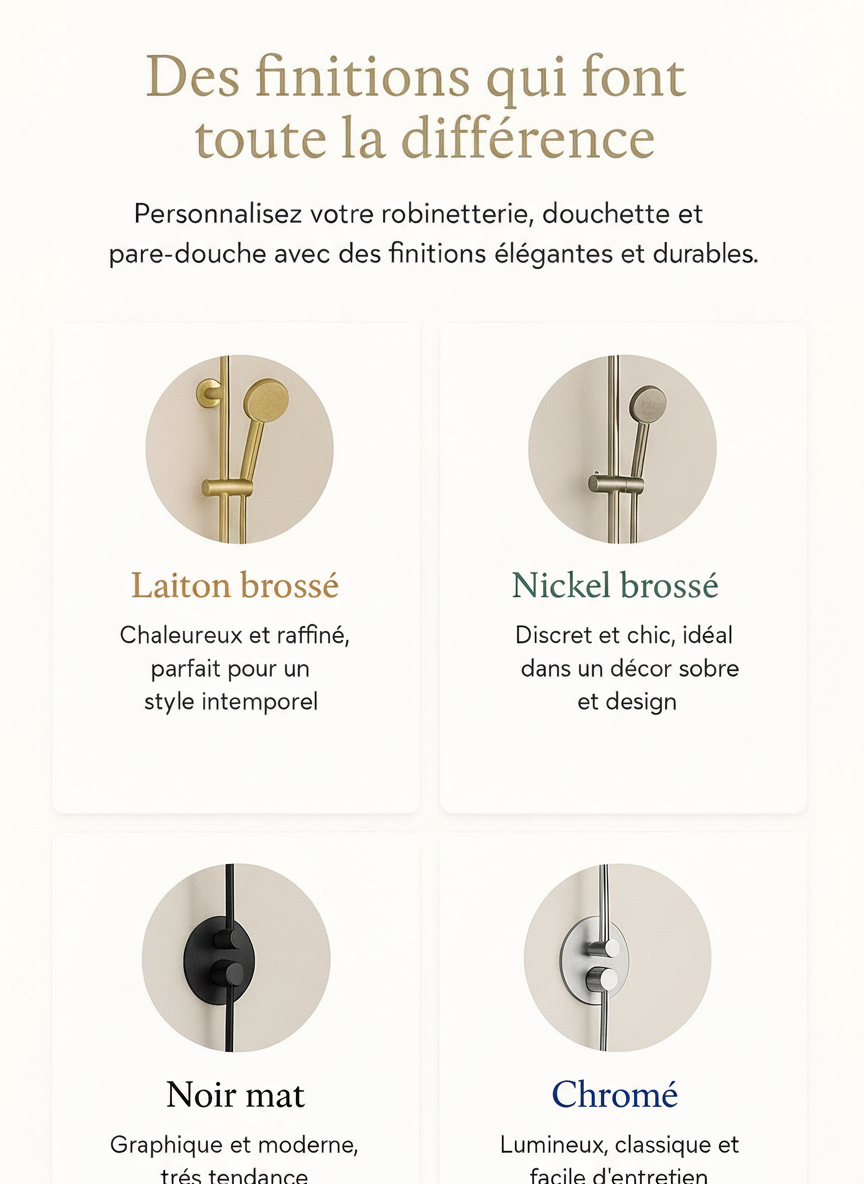 Des finitions qui font
toute la différence
Personnalisez votre robinetterie, douchette et
pare-douche avec des finitions élégantes et durables.
Laiton brossé
Chaleureux et raffiné,
parfait pour un
style intemporel
Nickel brossé
Discret et chic, idéal
dans un décor sobre
et design
Noir mat
Graphique et moderne,
trés tendance
Chromé
Lumineux, classique et
facile d'entretien